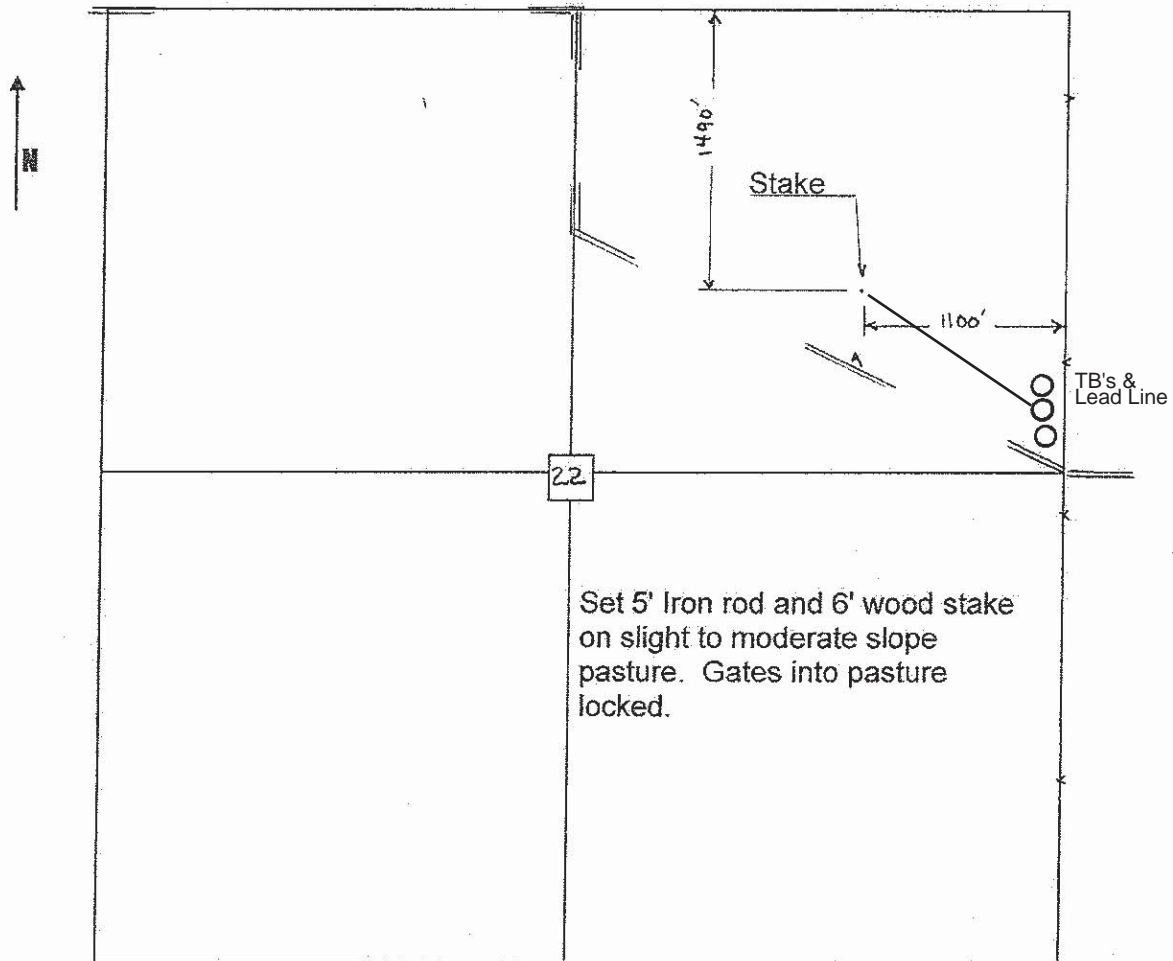 N
1490'
Stake
1100'
A
TB's &
Lead Line
22
Set 5' Iron rod and 6' wood stake
on slight to moderate slope
pasture. Gates into pasture
locked.